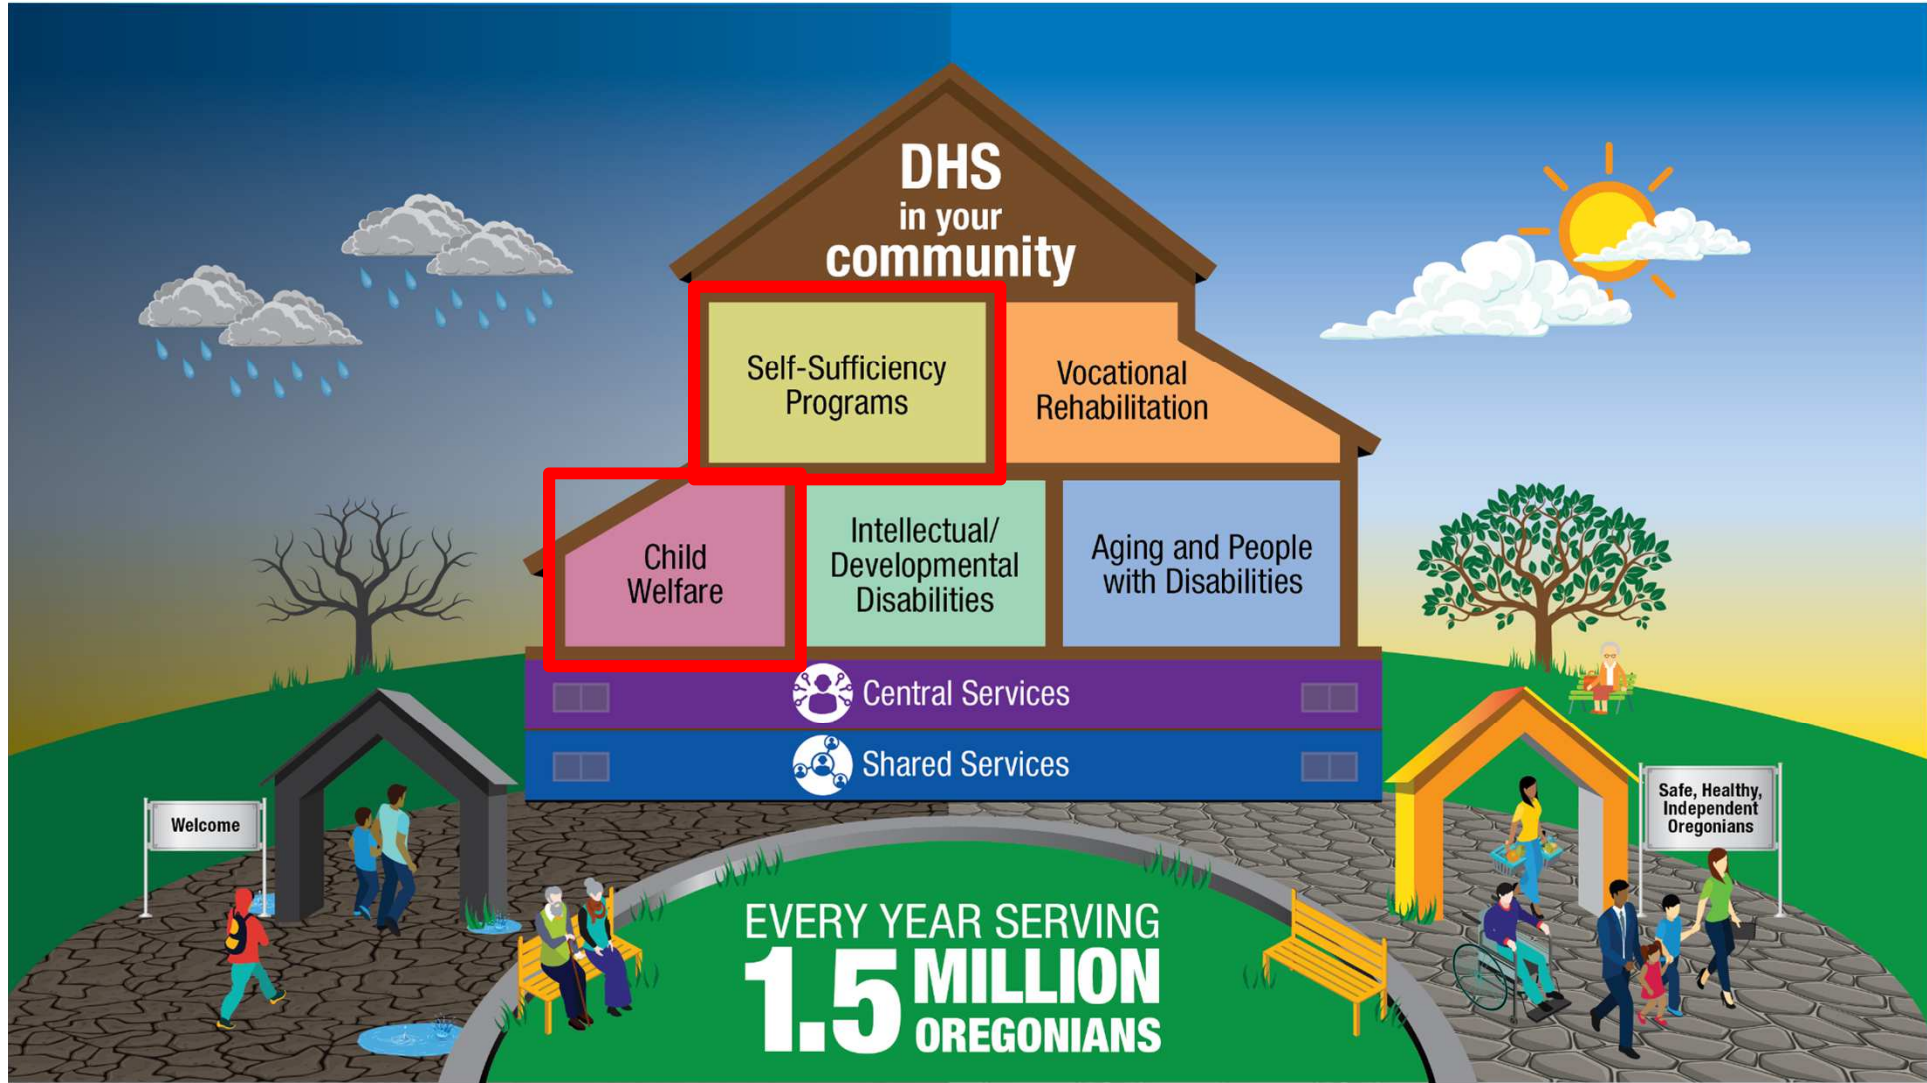 DHS
in your
community
Self-Sufficiency
Programs
Vocational
Rehabilitation
Child
Welfare
Intellectual/
Developmental
Disabilities
Aging and People
with Disabilities
Central Services
Shared Services
Welcome
Safe, Healthy,
Independent
Oregonians
EVERY YEAR SERVING
1.5 MILLION
OREGONIANS